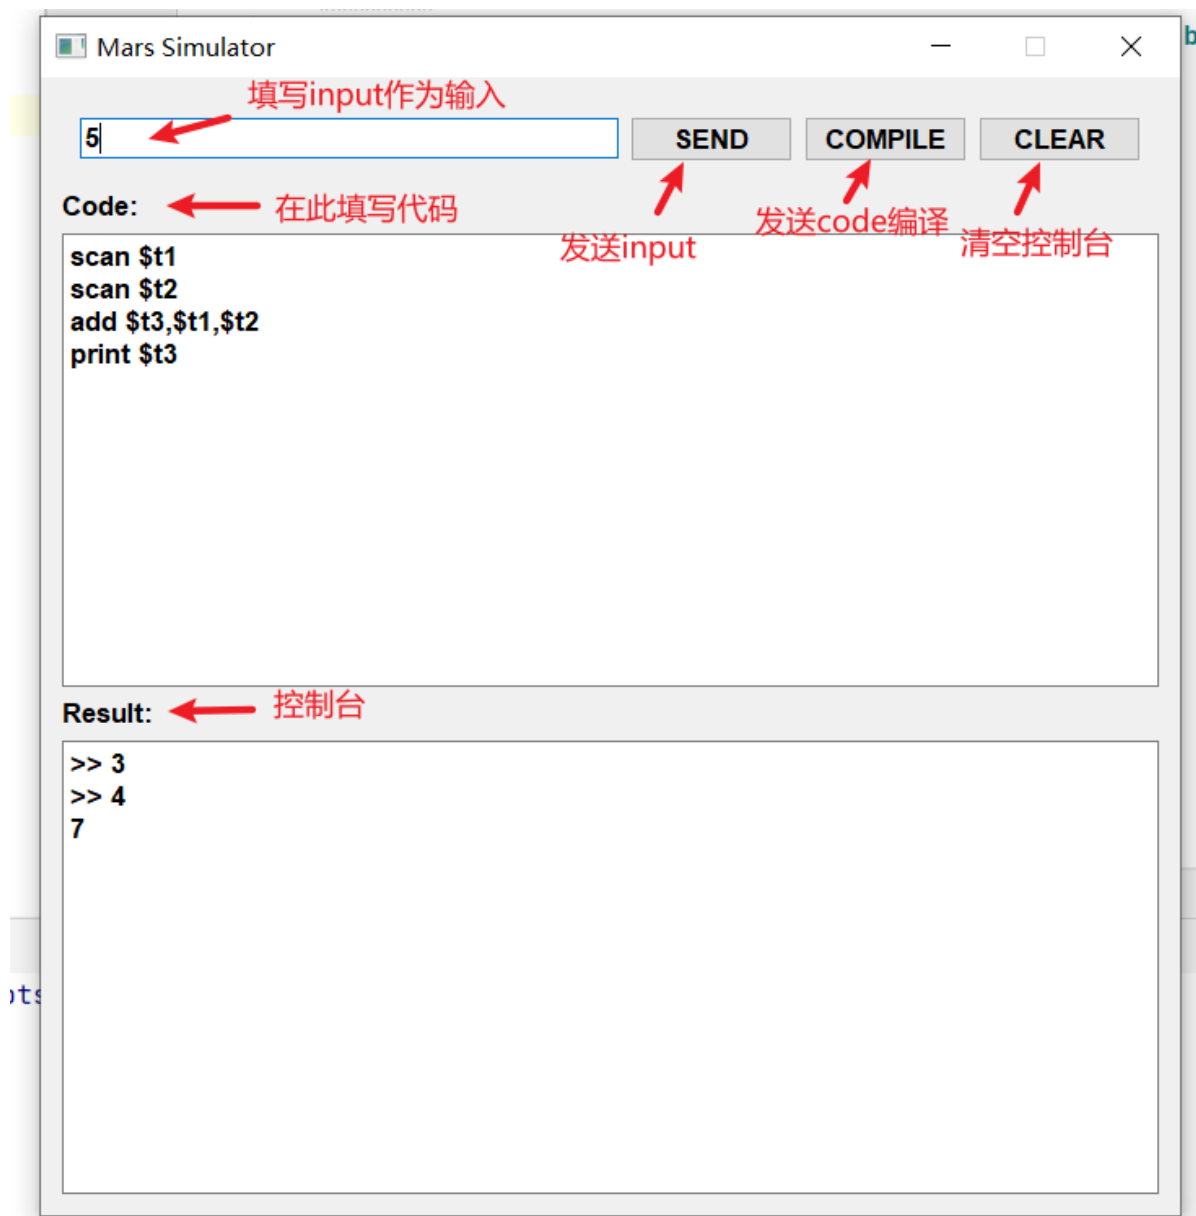 Mars Simulator
填写input作为输入
5
SEND
COMPILE
CLEAR
Code:
在此填写代码
发送input
发送code编译
清空控制台
scan $t1
scan $t2
add $t3,$t1,$t2
print $t3
Result:
控制台
>> 3
>> 4
7